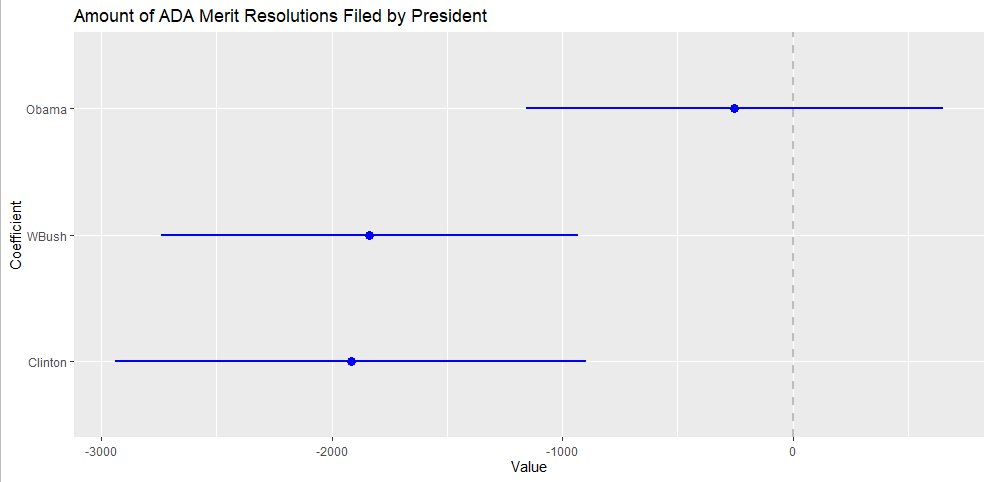 Amount of ADA Merit Resolutions Filed by President
Obama
WBush
Clinton
Coefficient
-3000
-2000
-1000
0
Value